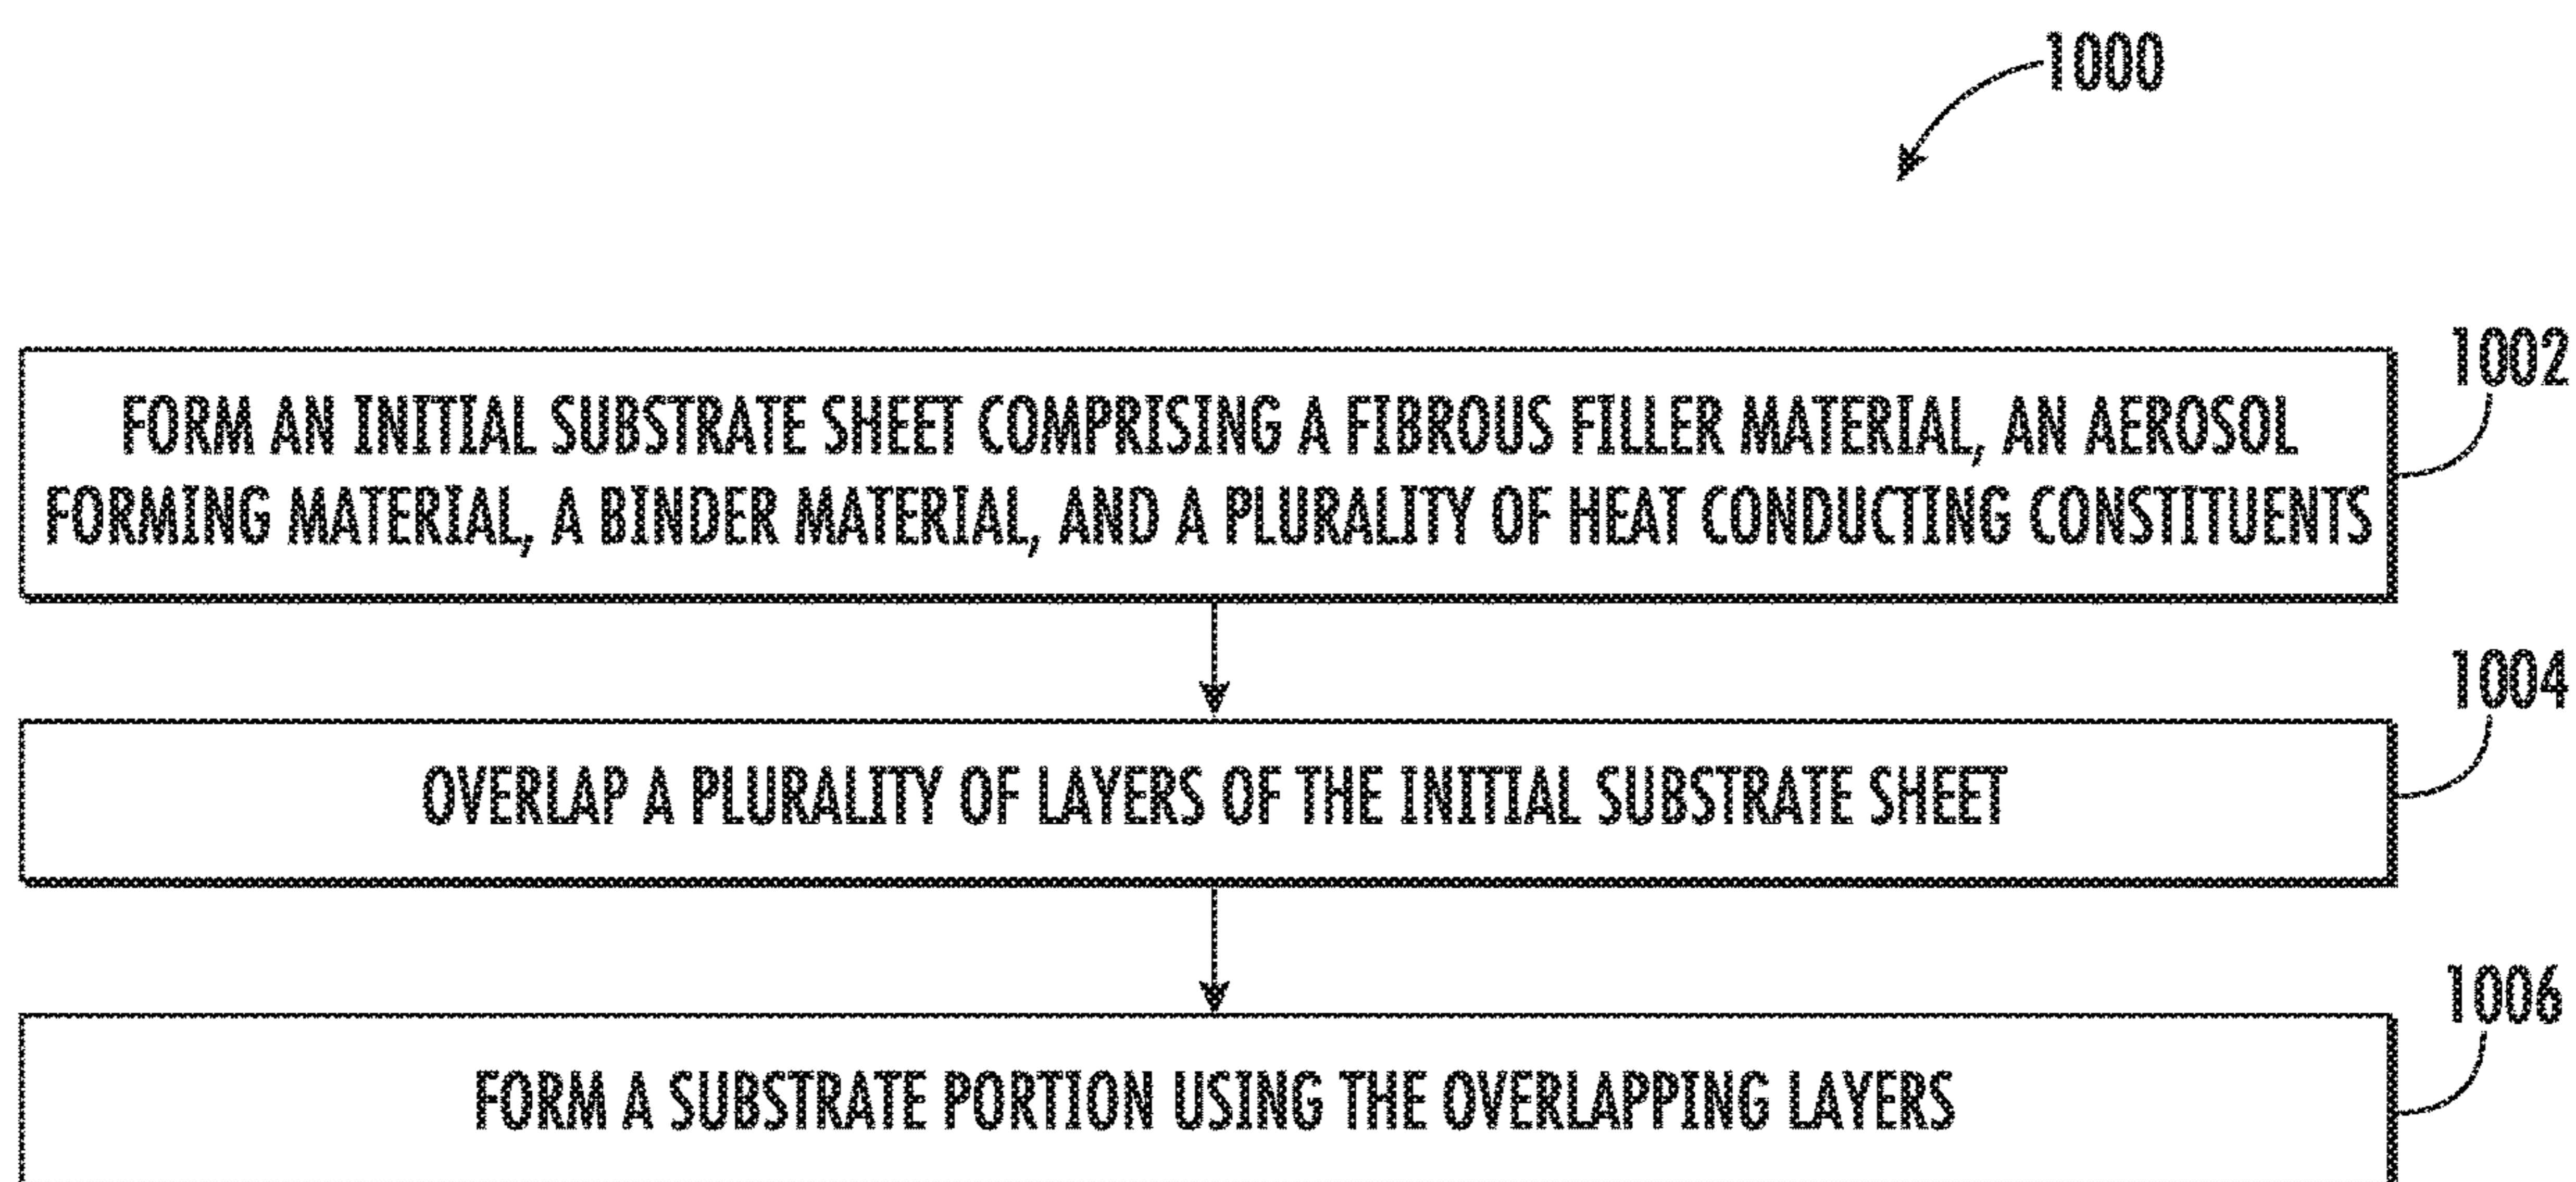 1000
1002
FORM AN INITIAL SUBSTRATE SHEET COMPRISING A FIBROUS FILLER MATERIAL, AN AEROSOL
FORMING MATERIAL, A BINDER MATERIAL, AND A PLURALITY OF HEAT CONDUCTING CONSTITUENTS
1004
OVERLAP A PLURALITY OF LAYERS OF THE INITIAL SUBSTRATE SHEET
1006
FORM A SUBSTRATE PORTION USING THE OVERLAPPING LAYERS